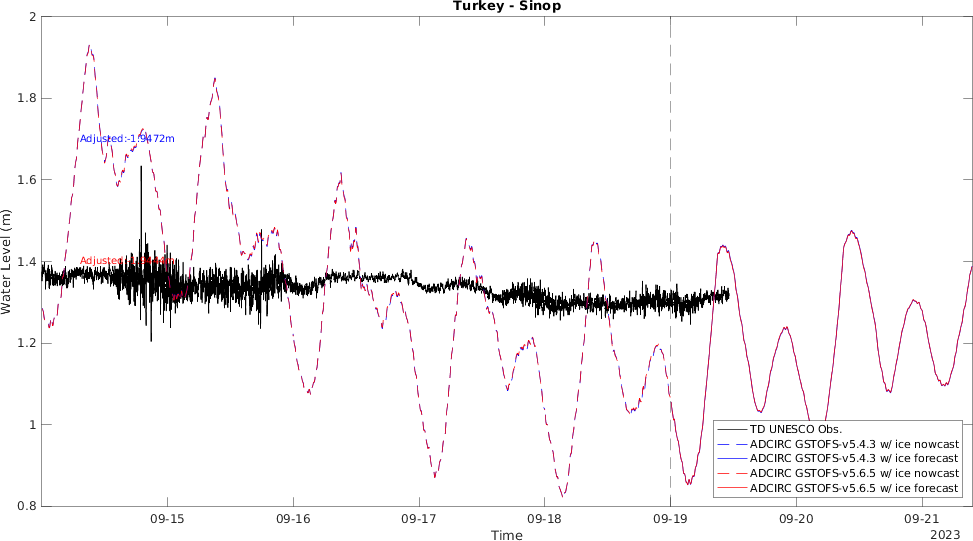 Turkey - Sinop
2
1.8
1.6
1.4
1.2
1
0.8
Water Level (m)
Adjusted:-1.9472m
Adjusted
09-15
09-16
09-17
09-18
09-19
09-20
09-21
Time
2023
TD UNESCO Obs.
ADCIRC GSTOFS-v5.4.3 w/ ice nowcast
ADCIRC GSTOFS-v5.4.3 w/ ice forecast
ADCIRC GSTOFS-v5.6.5 w/ ice nowcast
ADCIRC GSTOFS-v5.6.5 w/ ice forecast